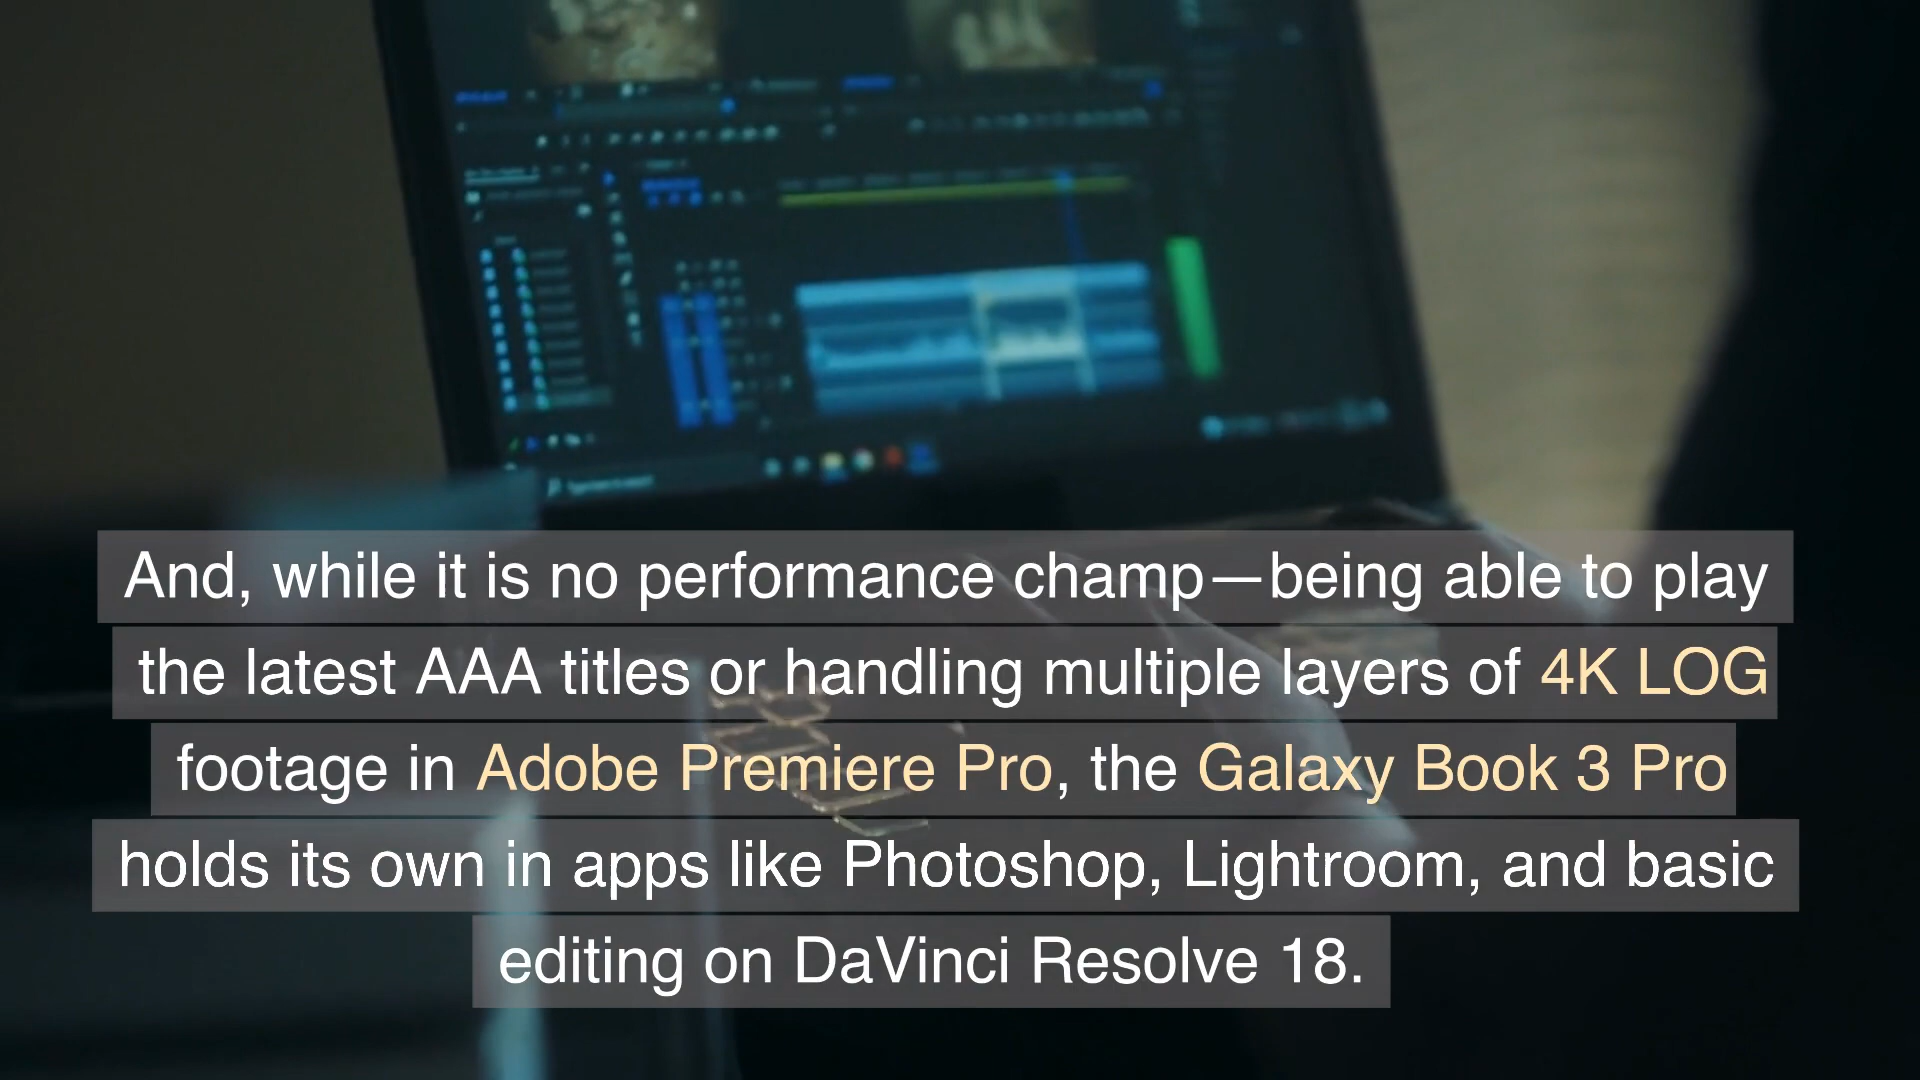 And, while it is no performance champ—being able to play
the latest AAA titles or handling multiple layers of 4K LOG
footage in Adobe Premiere Pro, the Galaxy Book 3 Pro
holds its own in apps like Photoshop, Lightroom, and basic
editing on DaVinci Resolve 18.